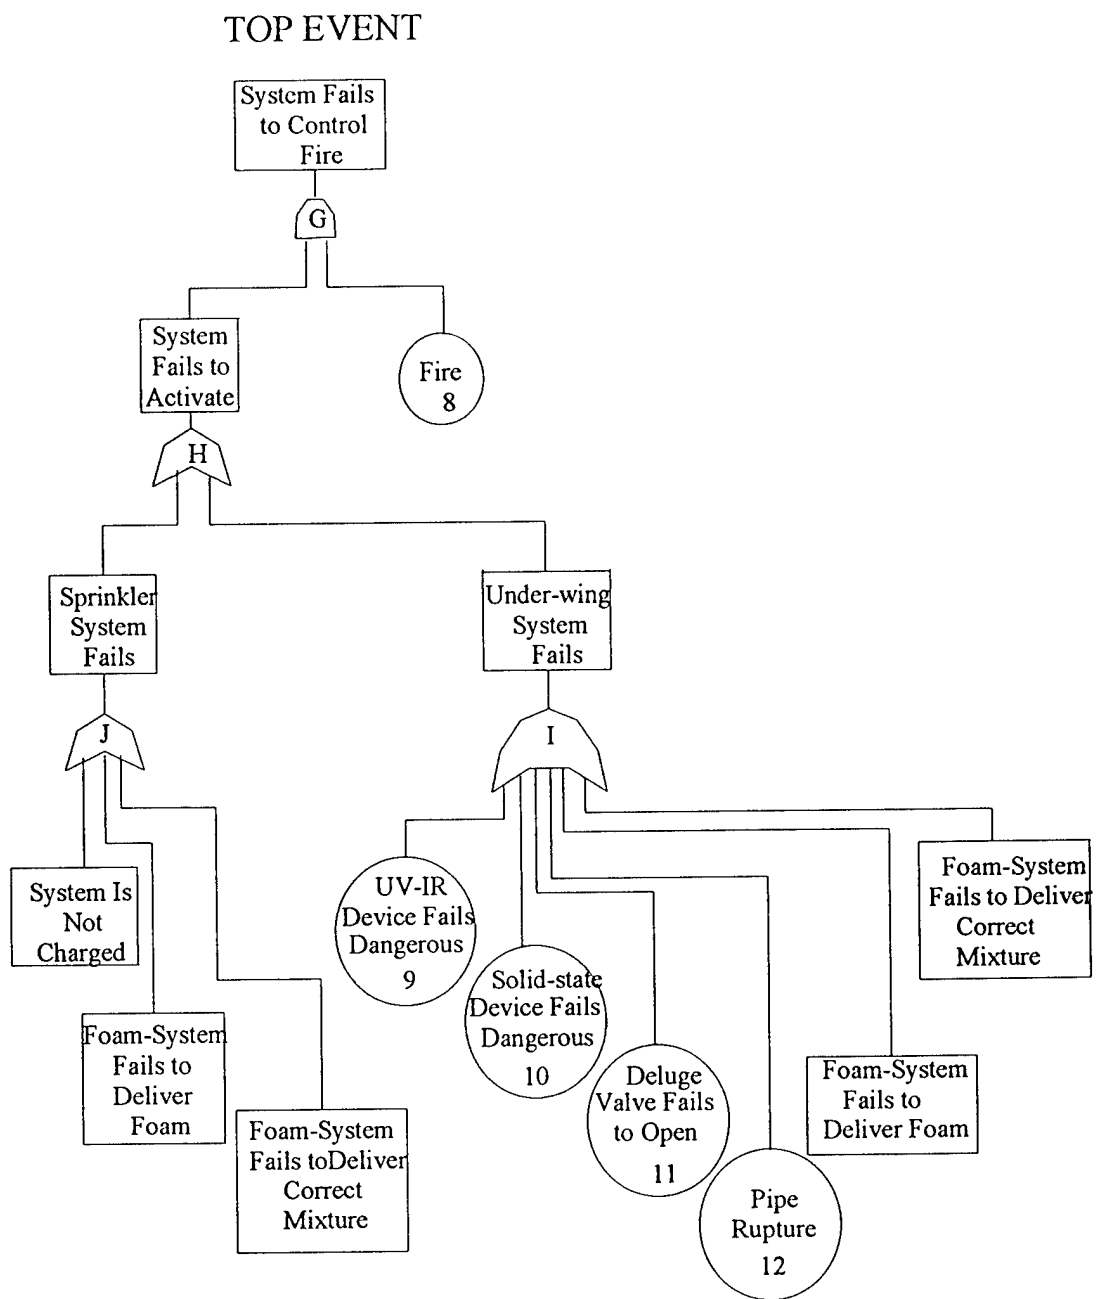 TOP EVENT
System Fails
to Control
Fire
G
System
Fails to
Activate
Fire
8
H
Sprinkler
System
Fails
Under-wing
System
Fails
J
I
System Is
Not
Charged
Foam-System
Fails to
Deliver
Foam
Foam-System
Fails toDeliver
Correct
Mixture
UV-IR
Device Fails
Dangerous
9
Solid-state
Device Fails
Dangerous
10
Deluge
Valve Fails
to Open
11
Pipe
Rupture
12
Foam-System
Fails to
Deliver Foam
Foam-System
Fails to Deliver
Correct
Mixture